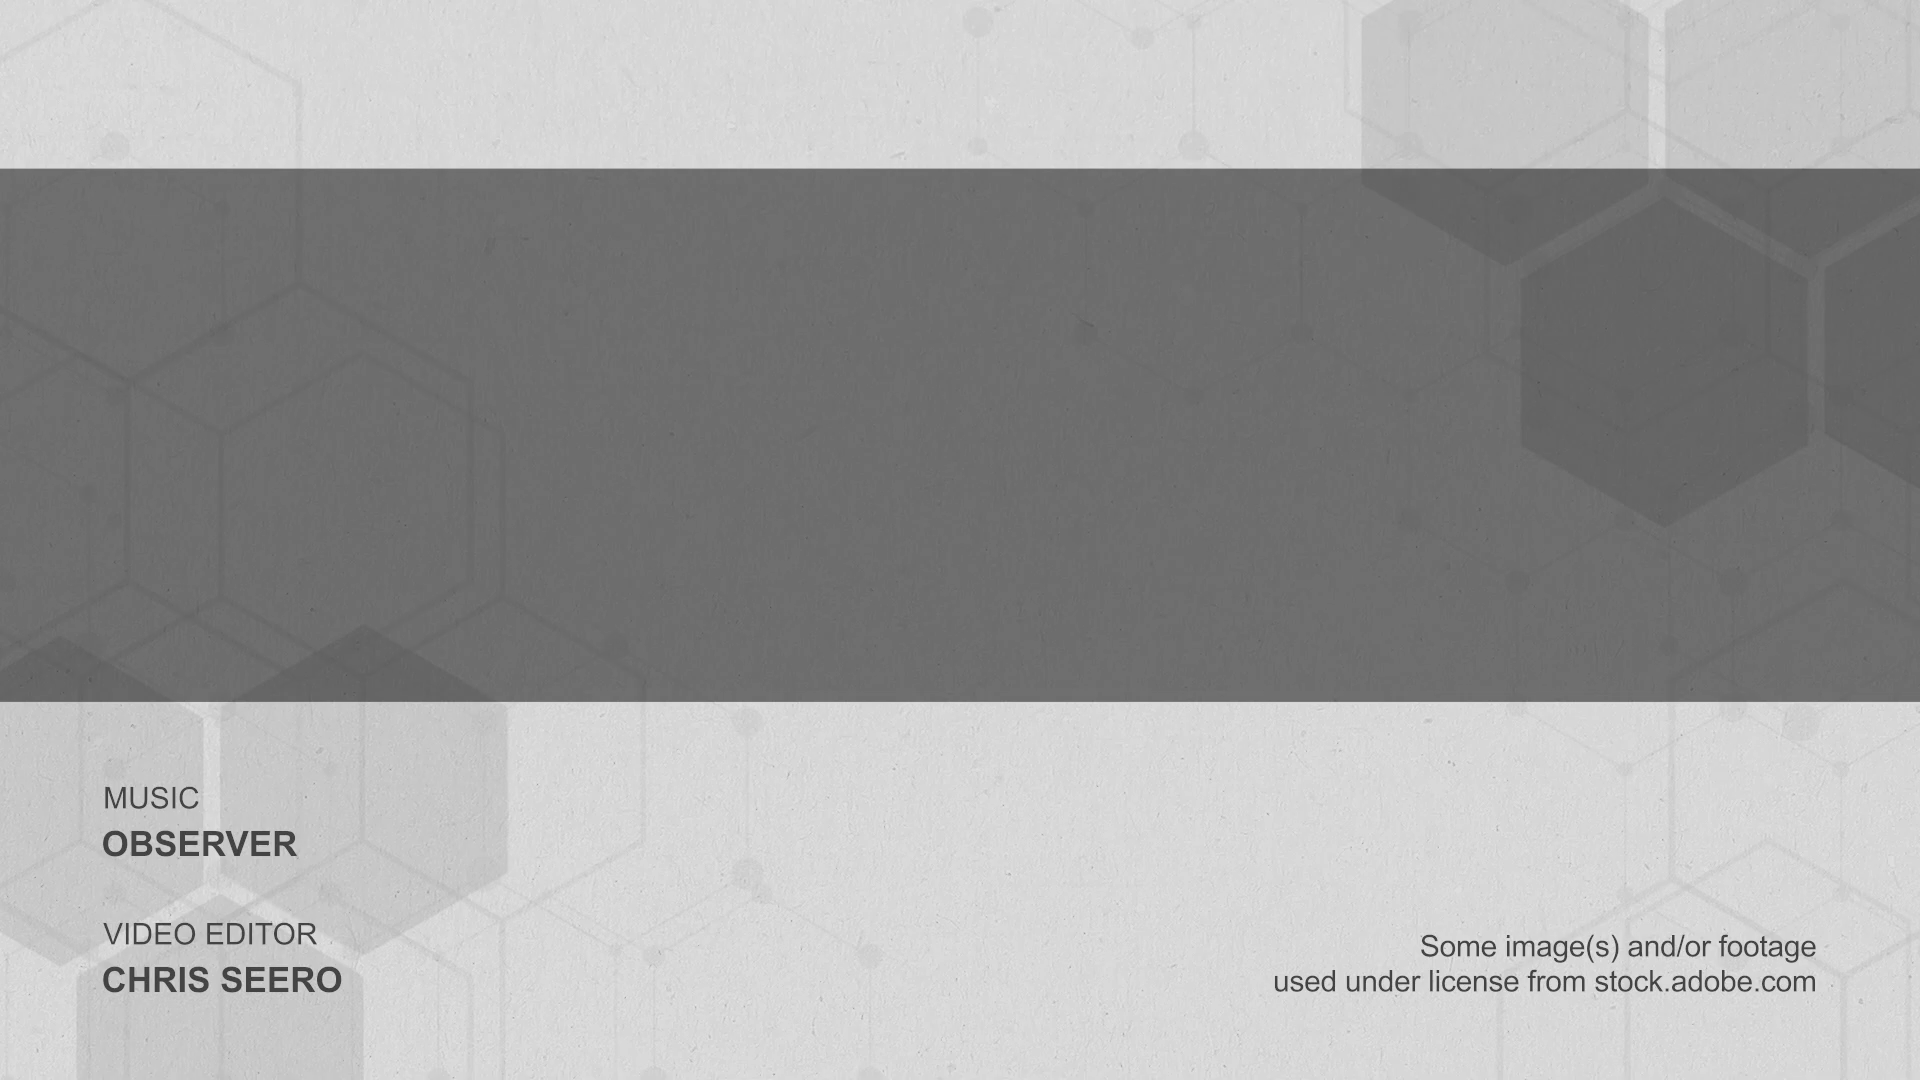 MUSIC
OBSERVER
VIDEO EDITOR
CHRIS SEERO
Some image(s) and/or footage
used under license from stock.adobe.com